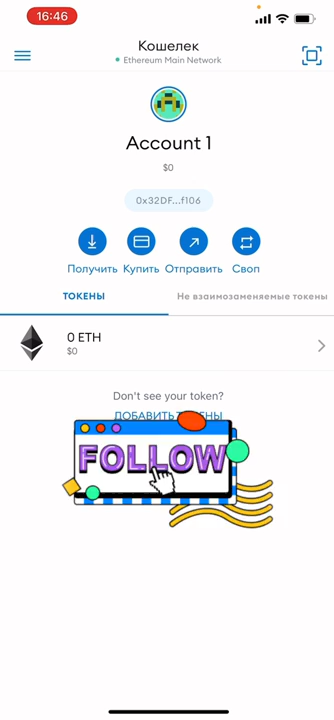 16:46
Кошелек
Ethereum Main Network
Account 1
$0
0x32DF...f106
Получить Купить Отправить Своп
ТОКЕНЫ Не взаимозаменяемые токены
0 ETH
$0
Don't see your token?
ДОБАВИТЬ ТОКЕНЫ
FOLLOW